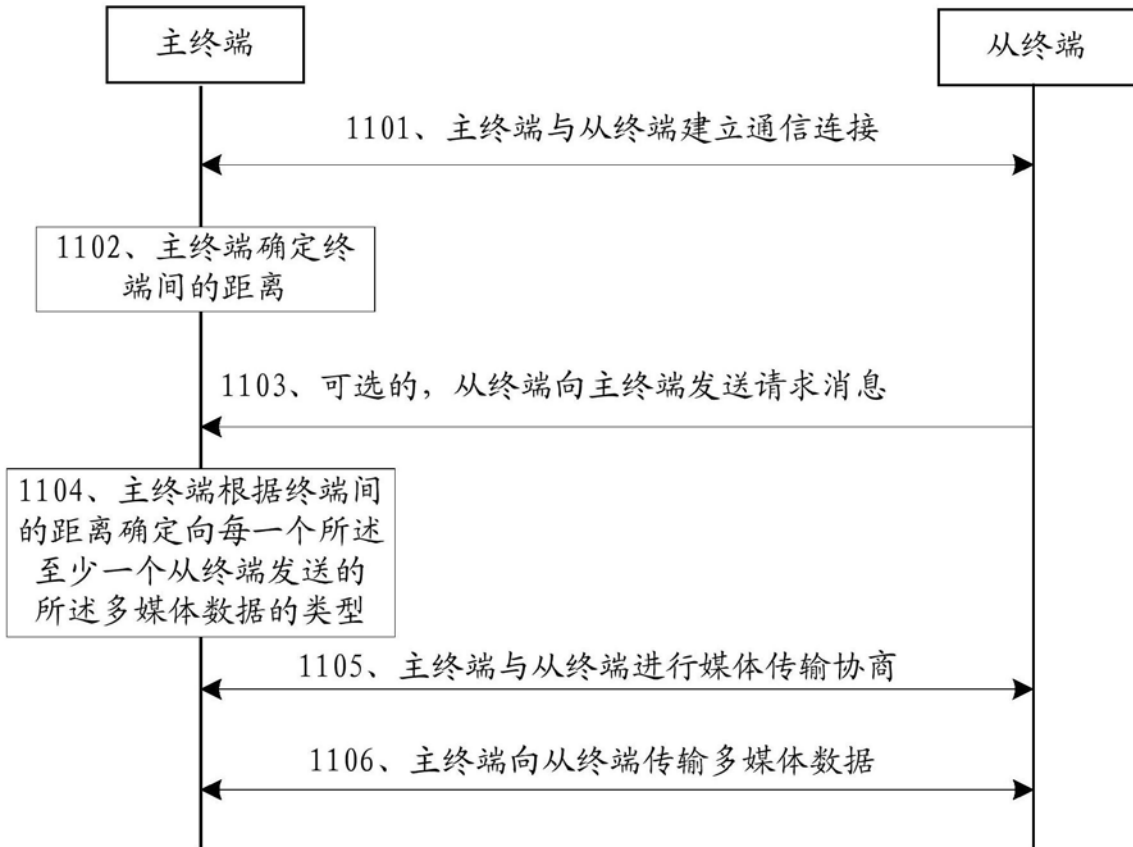 主终端
从终端
1101、主终端与从终端建立通信连接
1102、主终端确定终
端间的距离
1103、可选的，从终端向主终端发送请求消息
1104、主终端根据终端间
的距离确定向每一个所述
至少一个从终端发送的
所述多媒体数据的类型
1105、主终端与从终端进行媒体传输协商
1106、主终端向从终端传输多媒体数据